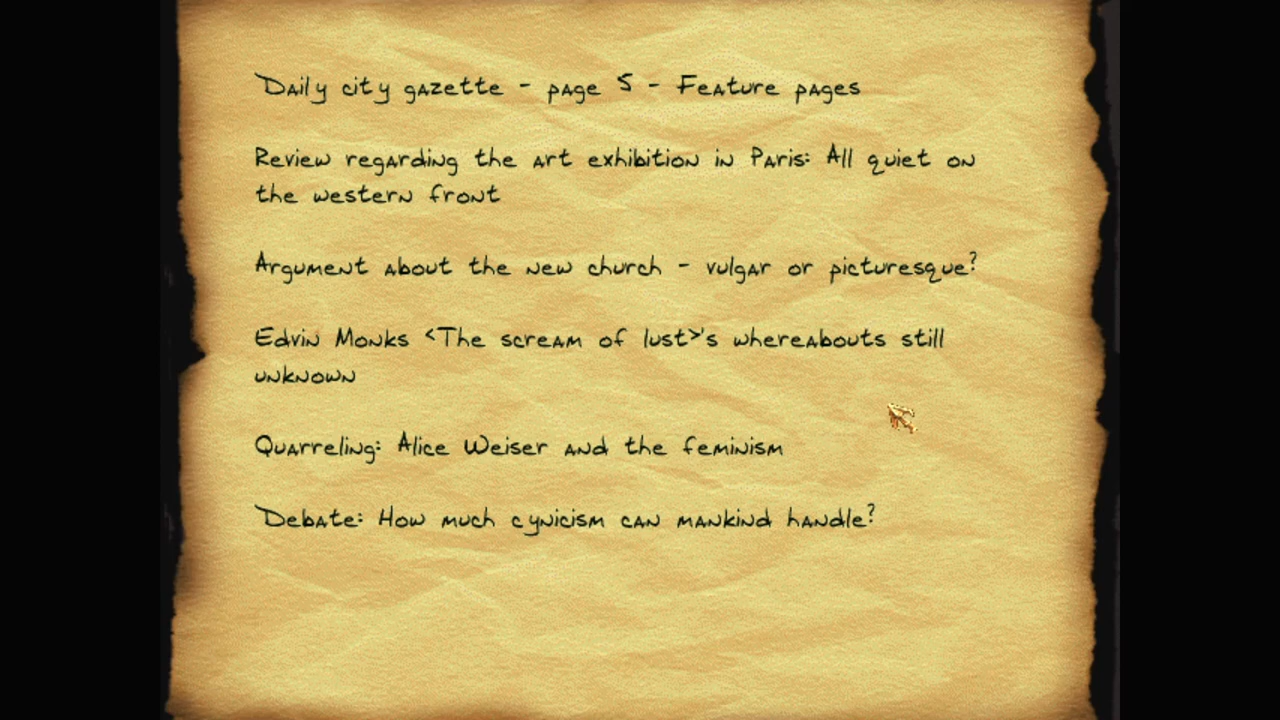 Daily city gazette - page 5 - Feature pages
Review regarding the art exhibition in Paris: All quiet on
the western front
Argument about the new church - vulgar or picturesque?
Edvin Monks <The scream of lust>'s whereabouts still
unknown
Quarreling: Alice Weiser and the feminism
Debate: How much cynicism can mankind handle?